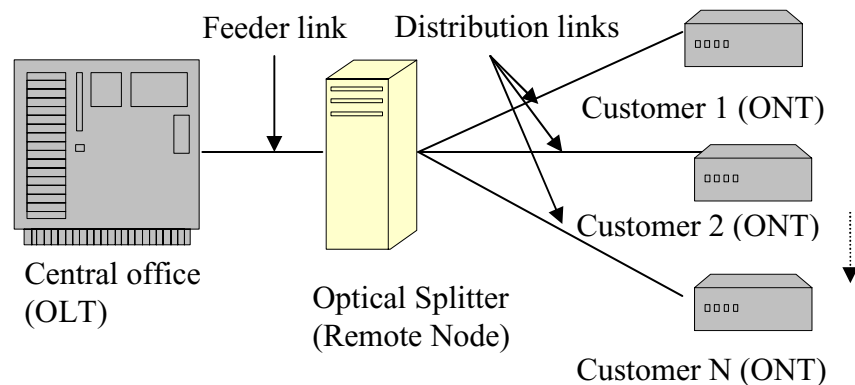 Feeder link
Distribution links
Customer 1 (ONT)
Customer 2 (ONT)
Central office
(OLT)
Optical Splitter
(Remote Node)
Customer N (ONT)